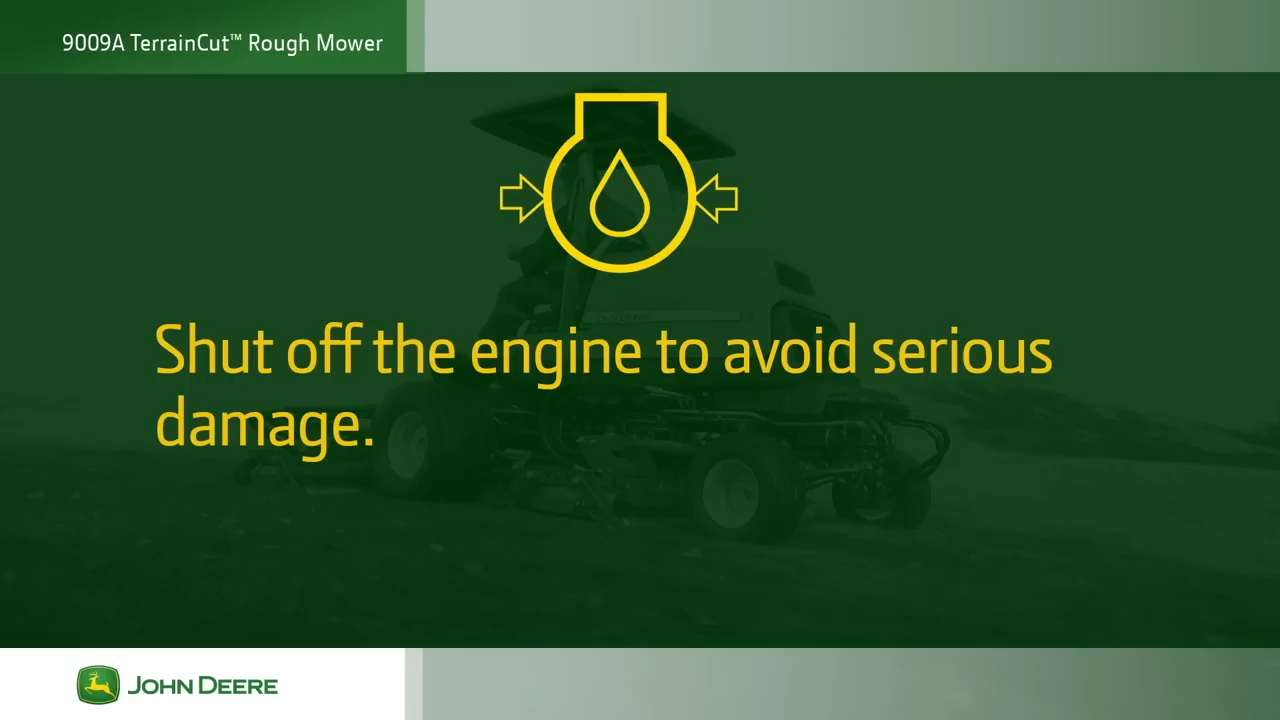 9009A TerrainCut™ Rough Mower
Shut off the engine to avoid serious
damage.
JOHN DEERE